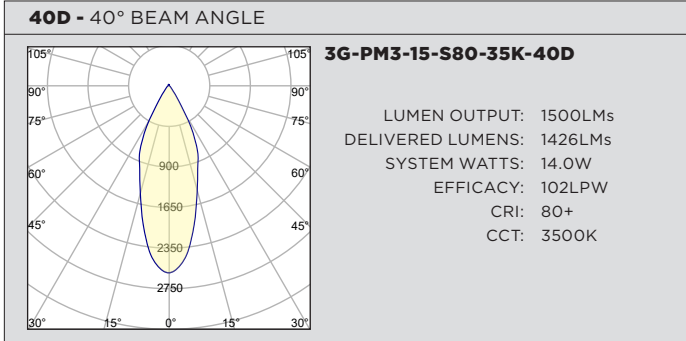 40D - 40° BEAM ANGLE
3G-PM3-15-S80-35K-40D
LUMEN OUTPUT: 1500LMs
DELIVERED LUMENS: 1426LMs
SYSTEM WATTS: 14.0W
EFFICACY: 102LPW
CRI: 80+
CCT: 3500K
105° 105°
90° 90°
75° 75°
900
60° 60°
1650
45° 45°
2350
2750
30° 15° 0° 15° 30°